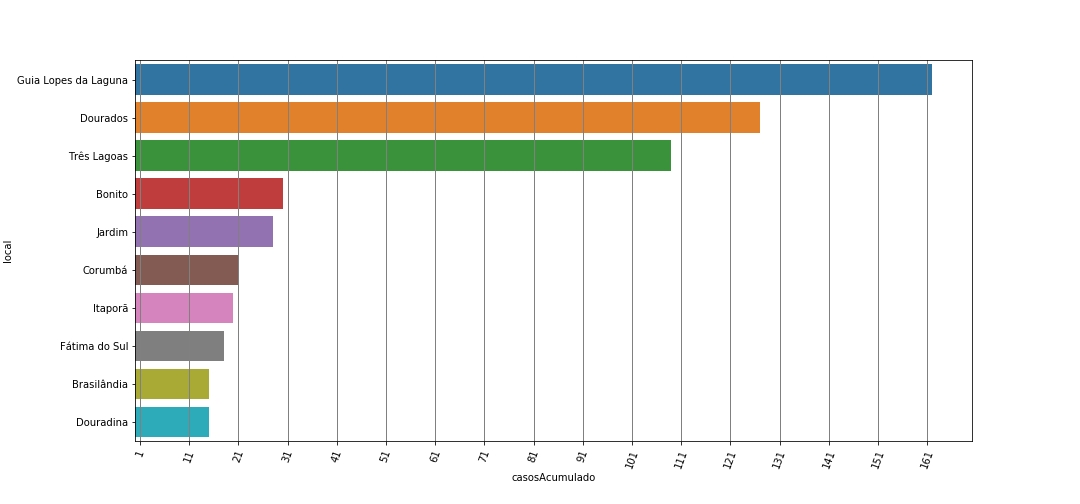 Guia Lopes da Laguna
Dourados
Três Lagoas
Bonito
Jardim
Corumbá
Itaporã
Fátima do Sul
Brasilândia
Douradina
local
1 11 21 31 41 51 61 71 81 91 101 111 121 131 141 151 161
casosAcumulado